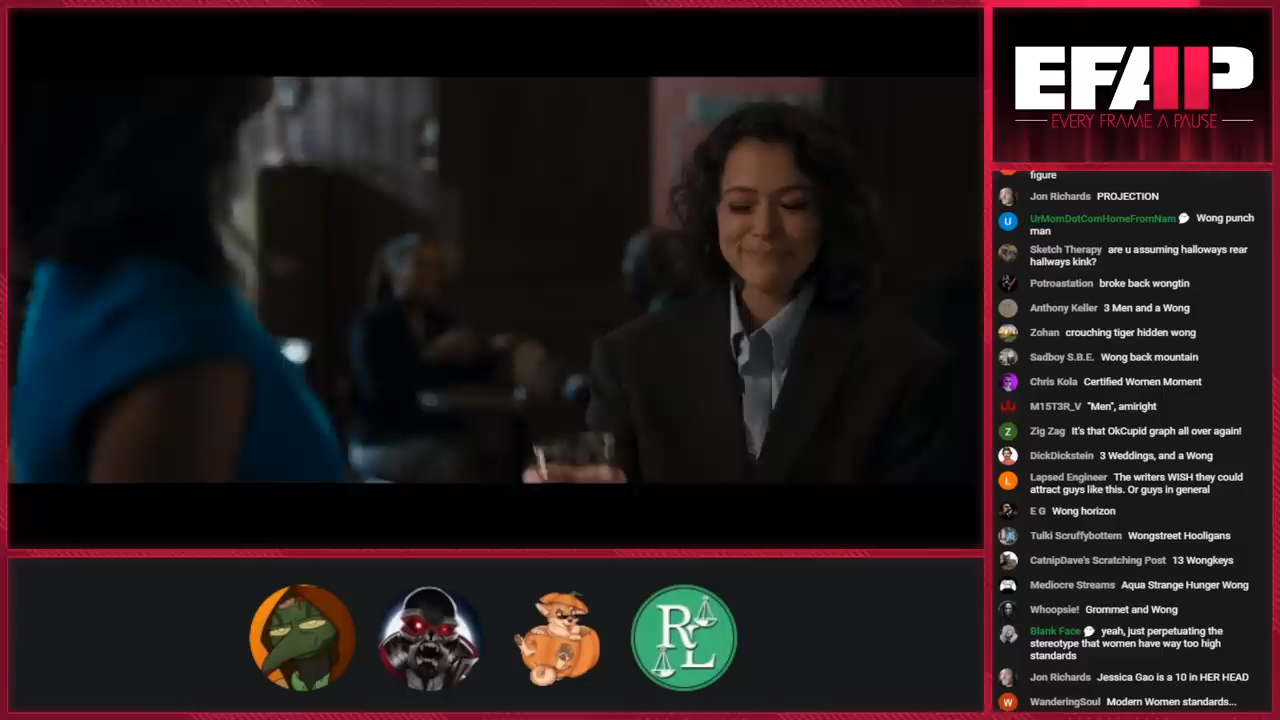 EFAP
EVERY FRAME A PAUSE
figure
Jon Richards PROJECTION
UrMomDotComHomeFromNam Wong punch
man
Sketch Therapy are u assuming halloways rear
hallways kink?
Potroastation broke back wongtin
Anthony Keller 3 Men and a Wong
Zohan crouching tiger hidden wong
Sadboy S.B.E. Wong back mountain
Chris Kola Certified Women Moment
M15T3R_V "Men", amiright
Z Zig Zag It's that OkCupid graph all over again!
DickDickstein 3 Weddings, and a Wong
L Lapsed Engineer The writers WISH they could
attract guys like this. Or guys in general
E G Wong horizon
Tulki Scruffybottem Wongstreet Hooligans
CatnipDave's Scratching Post 13 Wongkeys
Mediocre Streams Aqua Strange Hunger Wong
Whoopsie! Grommet and Wong
Blank Face yeah, just perpetuating the
stereotype that women have way too high
standards
Jon Richards Jessica Gao is a 10 in HER HEAD
W WanderingSoul Modern Women standards...
U
R L